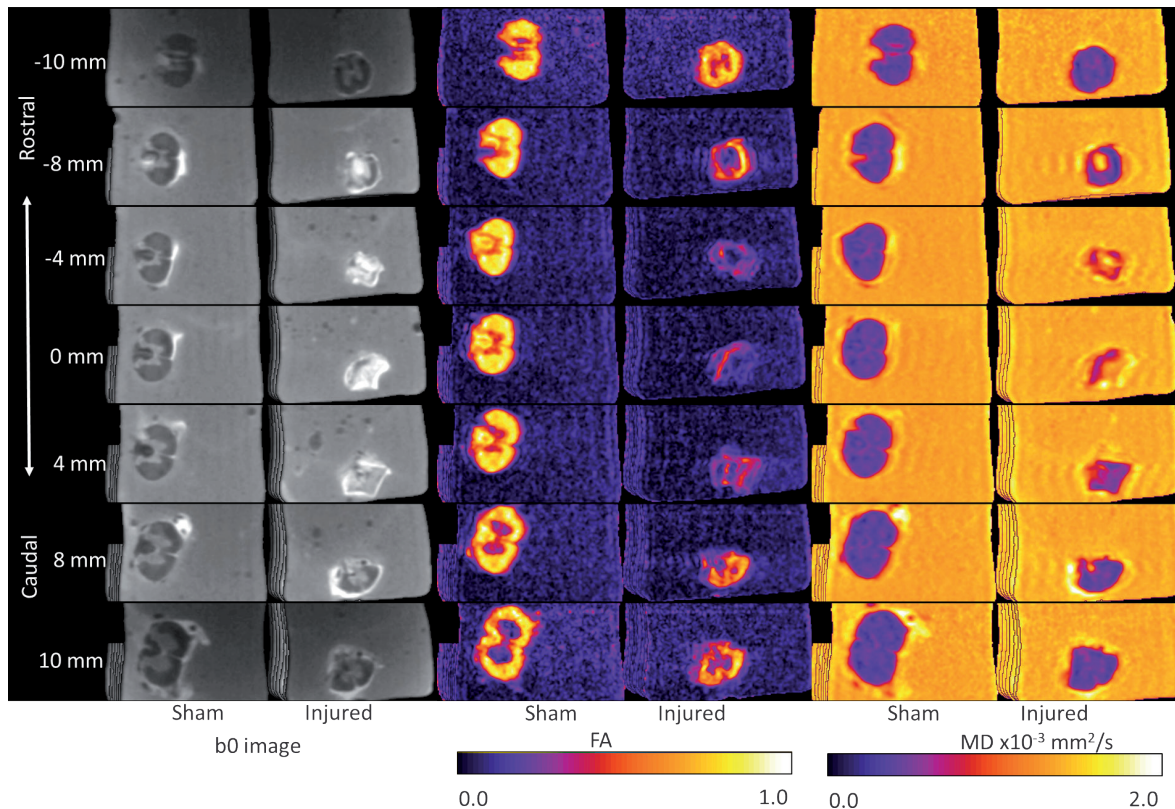 -10 mm
Rostral
-8 mm
-4 mm
0 mm
4 mm
Caudal
8 mm
10 mm
Sham Injured Sham Injured Sham Injured
b0 image FA MD x10⁻³ mm²/s
0.0 1.0 0.0 2.0